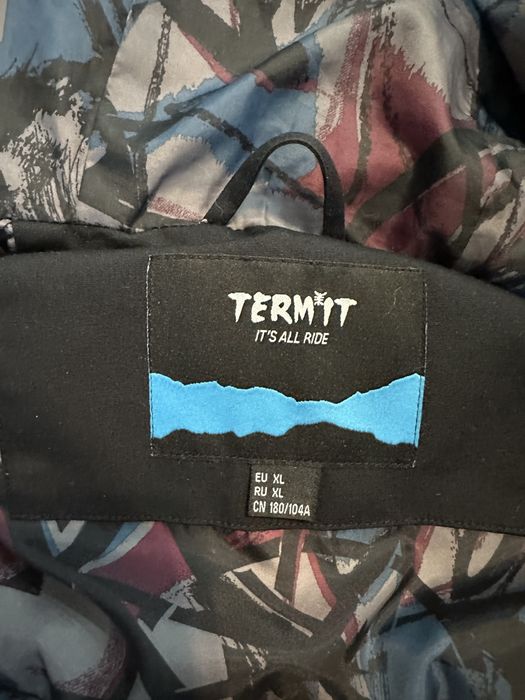 TERMIT
IT'S ALL RIDE
EU XL
RU XL
CN 180/104A